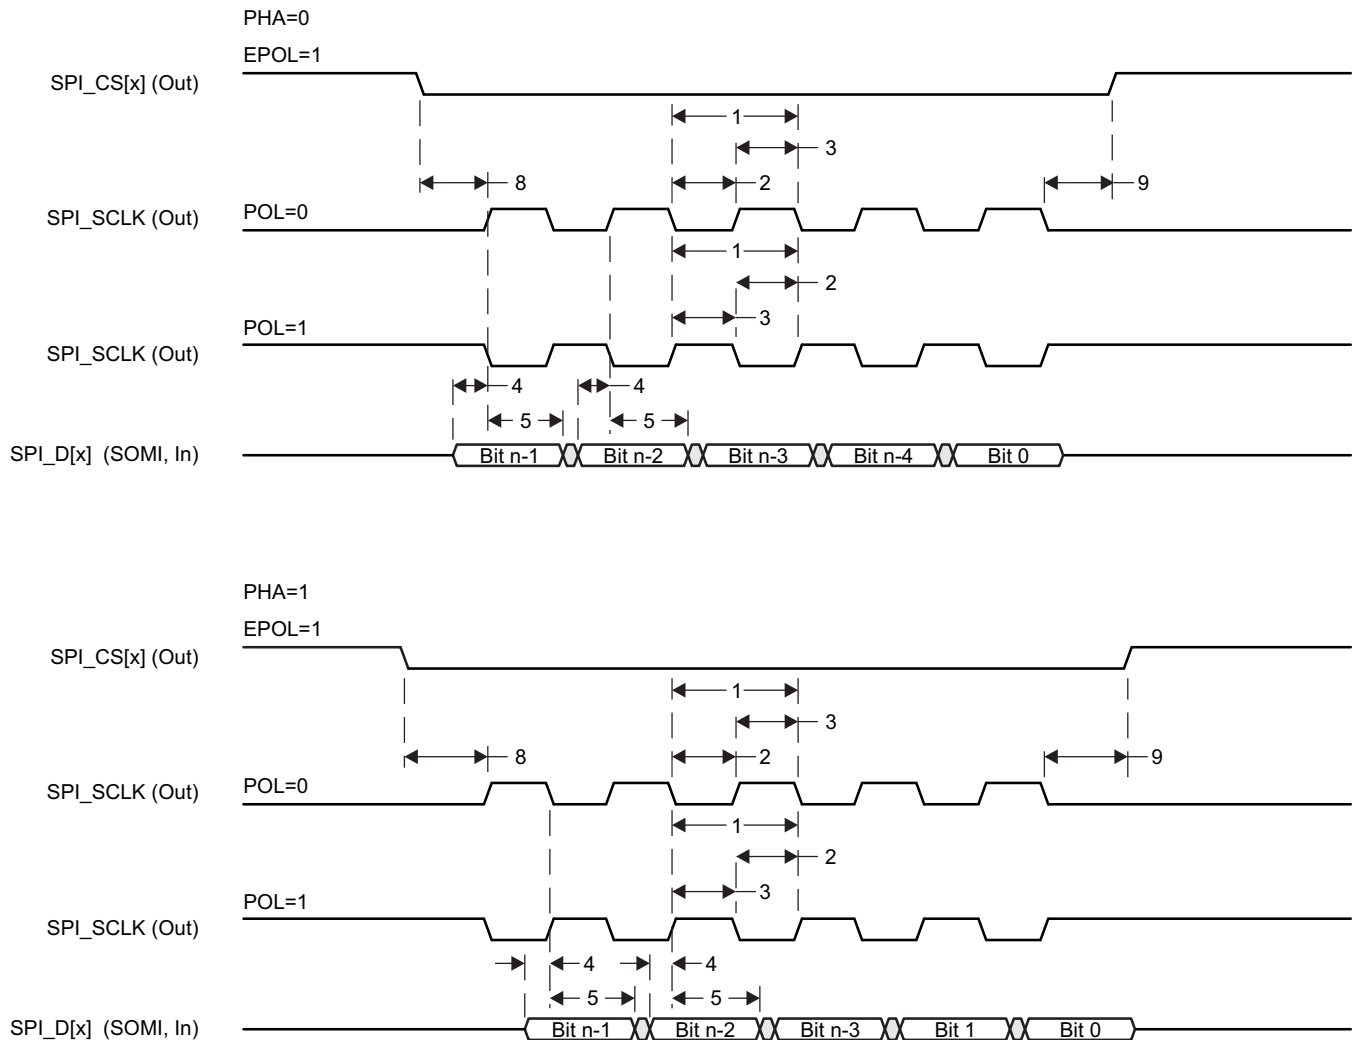 PHA=0
EPOL=1
SPI_CS[x] (Out)
1
3
8
2
9
SPI_SCLK (Out)
POL=0
1
2
3
POL=1
SPI_SCLK (Out)
4
4
5
5
SPI_D[x] (SOMI, In)
Bit n-1
Bit n-2
Bit n-3
Bit n-4
Bit 0
PHA=1
EPOL=1
SPI_CS[x] (Out)
1
3
8
2
9
SPI_SCLK (Out)
POL=0
1
2
3
POL=1
SPI_SCLK (Out)
4
4
5
5
SPI_D[x] (SOMI, In)
Bit n-1
Bit n-2
Bit n-3
Bit 1
Bit 0